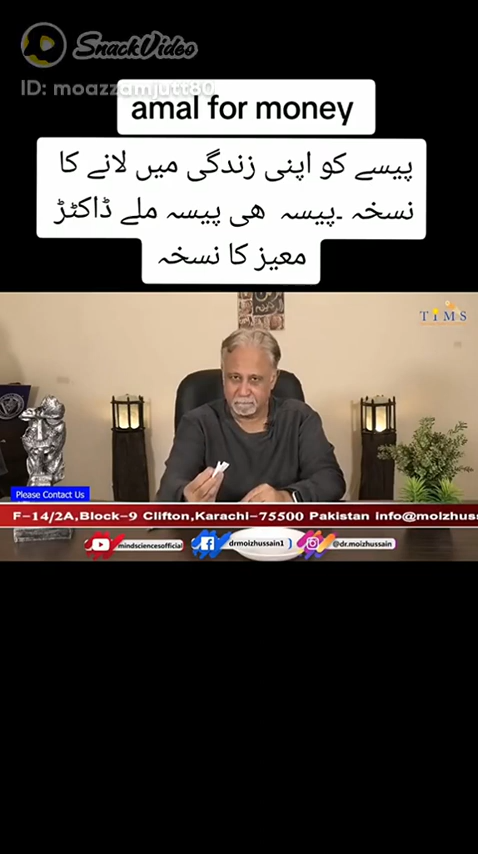 SnackVideo
ID: moazzamjutt80
amal for money
پیسے کو اپنی زندگی میں لانے کا
نسخہ ۔پیسہ ھی پیسہ ملے ڈاکٹڑ
معیز کا نسخہ
TIMS
Please Contact Us
F-14/2A,Block-9 Clifton,Karachi-75500 Pakistan info@moizhuss
mindsciencesofficial
drmoizhussain1
@dr.moizhussain